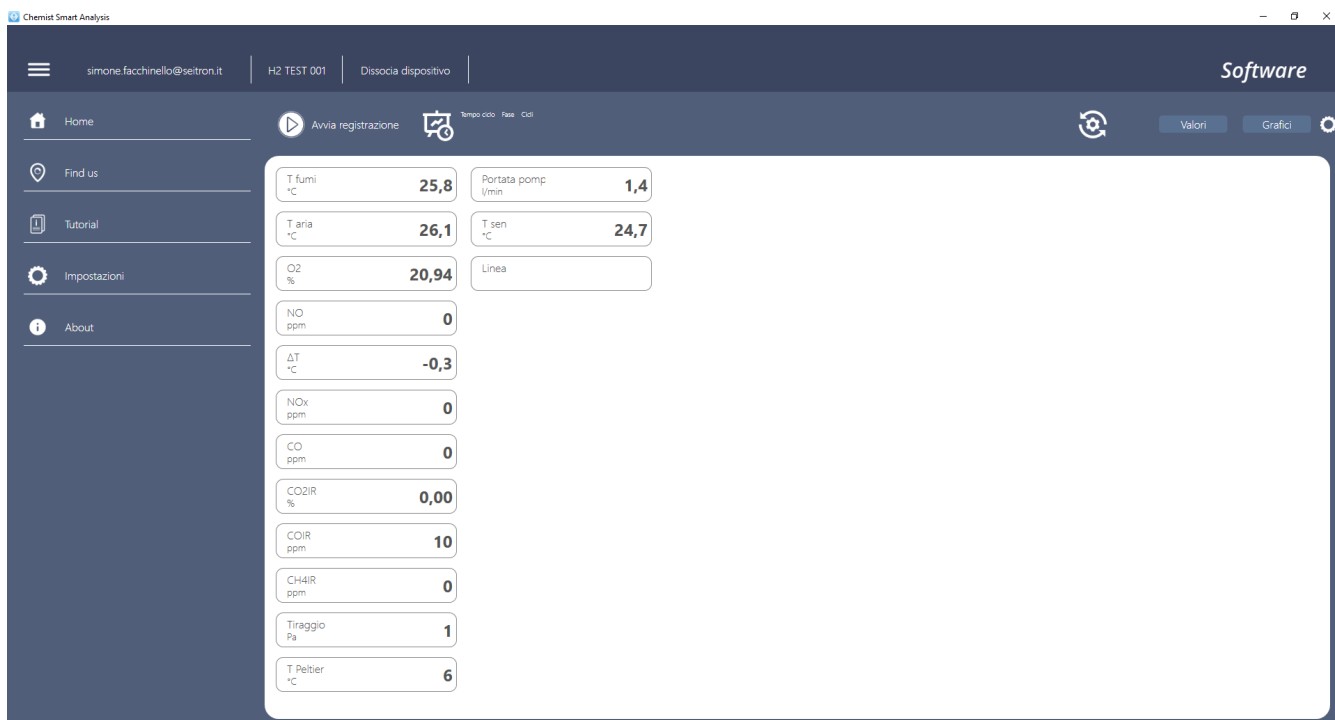 Chemist Smart Analysis
simone.facchinello@seitron.it
H2 TEST 001
Dissocia dispositivo
Software
Home
Find us
Tutorial
Impostazioni
About
Avvia registrazione
Tempo ciclo Fase Cicli
Valori
Grafici
T fumi
°C
25,8
T aria
°C
26,1
O2
%
20,94
NO
ppm
0
ΔT
°C
-0,3
NOx
ppm
0
CO
ppm
0
CO2IR
%
0,00
COIR
ppm
10
CH4IR
ppm
0
Tiraggio
Pa
1
T Peltier
°C
6
Portata pomp
l/min
1,4
T sen
°C
24,7
Linea